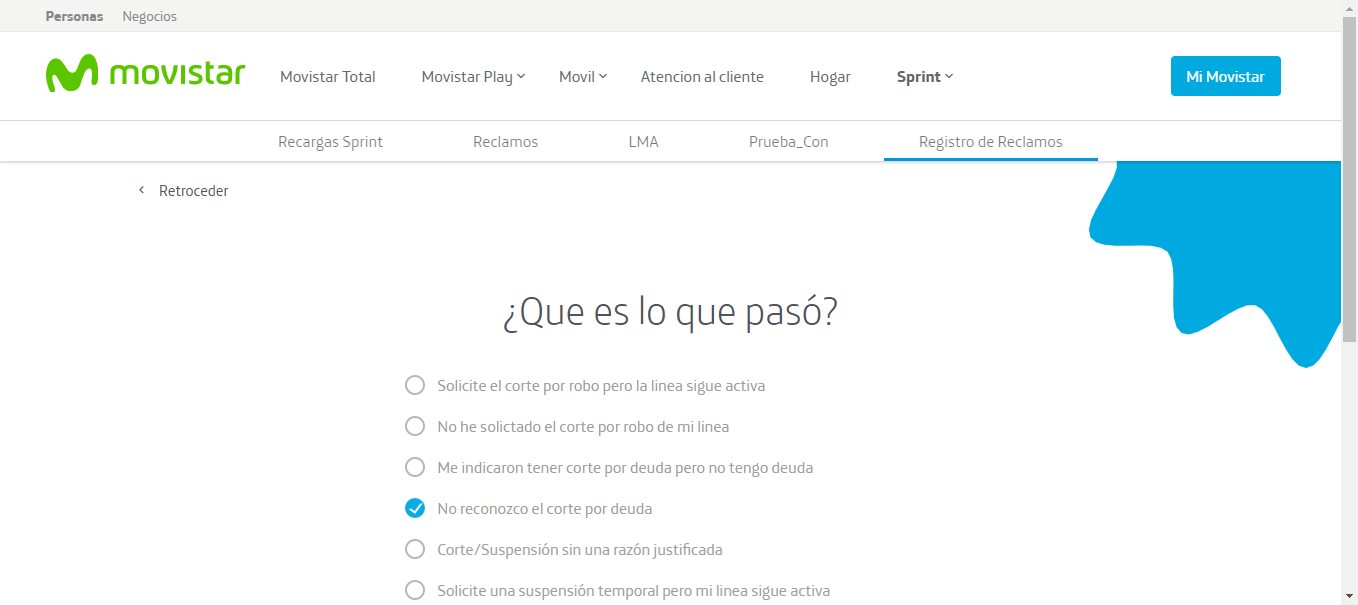 Personas Negocios
movistar Movistar Total Movistar Play Movil Atencion al cliente Hogar Sprint Mi Movistar
Recargas Sprint Reclamos LMA Prueba_Con Registro de Reclamos
Retroceder
¿Que es lo que pasó?
Solicite el corte por robo pero la linea sigue activa
No he solictado el corte por robo de mi linea
Me indicaron tener corte por deuda pero no tengo deuda
No reconozco el corte por deuda
Corte/Suspensión sin una razón justificada
Solicite una suspensión temporal pero mi linea sigue activa